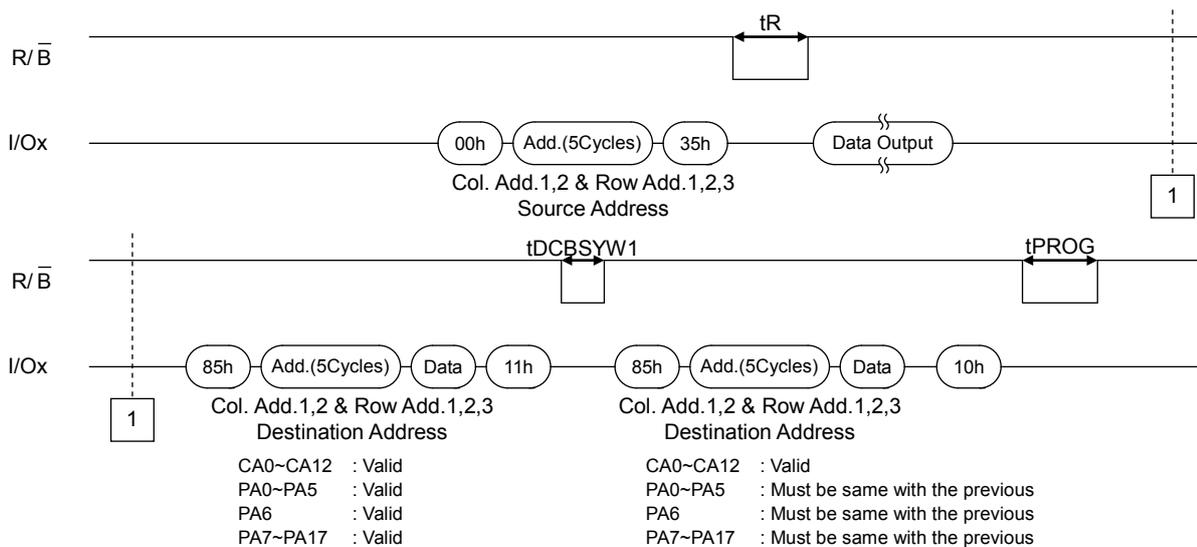 tR
R/B̅
I/Ox
00h Add.(5Cycles) 35h Data Output
Col. Add.1,2 & Row Add.1,2,3
Source Address
1
tDCBSYW1 tPROG
R/B̅
I/Ox
85h Add.(5Cycles) Data 11h 85h Add.(5Cycles) Data 10h
1
Col. Add.1,2 & Row Add.1,2,3 Col. Add.1,2 & Row Add.1,2,3
Destination Address Destination Address
CA0~CA12 : Valid CA0~CA12 : Valid
PA0~PA5 : Valid PA0~PA5 : Must be same with the previous
PA6 : Valid PA6 : Must be same with the previous
PA7~PA17 : Valid PA7~PA17 : Must be same with the previous